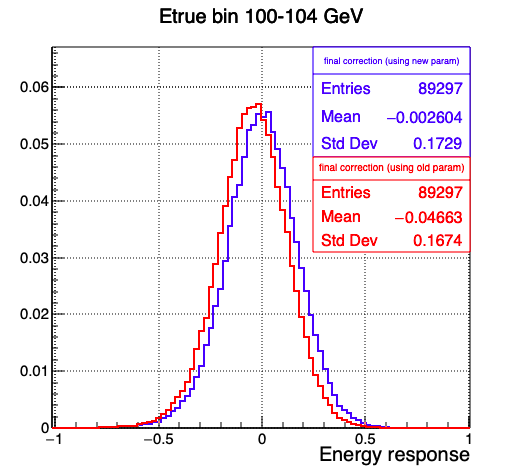 Etrue bin 100-104 GeV
final correction (using new param)
Entries 89297
Mean −0.002604
Std Dev 0.1729
final correction (using old param)
Entries 89297
Mean −0.04663
Std Dev 0.1674
0.06
0.05
0.04
0.03
0.02
0.01
0
−1 −0.5 0 0.5 1
Energy response